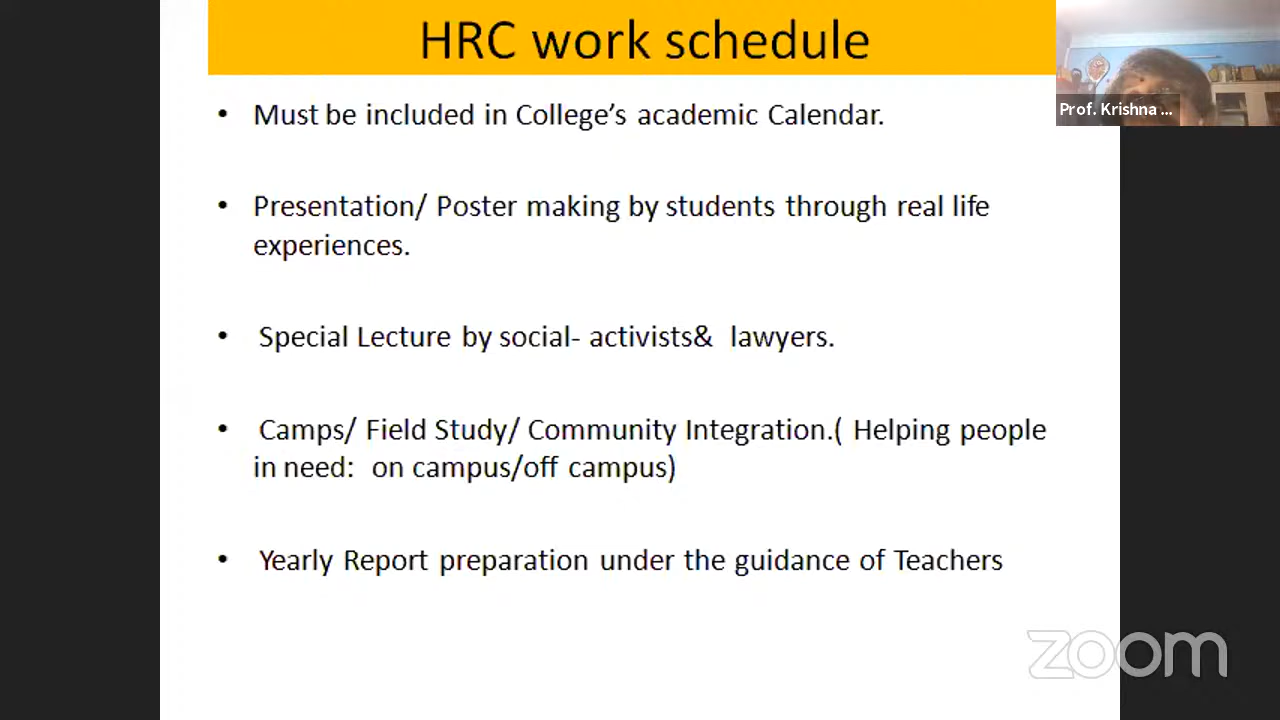 HRC work schedule
Prof. Krishna ...
• Must be included in College's academic Calendar.
• Presentation/ Poster making by students through real life
experiences.
• Special Lecture by social- activists& lawyers.
• Camps/ Field Study/ Community Integration.( Helping people
in need: on campus/off campus)
• Yearly Report preparation under the guidance of Teachers
zoom